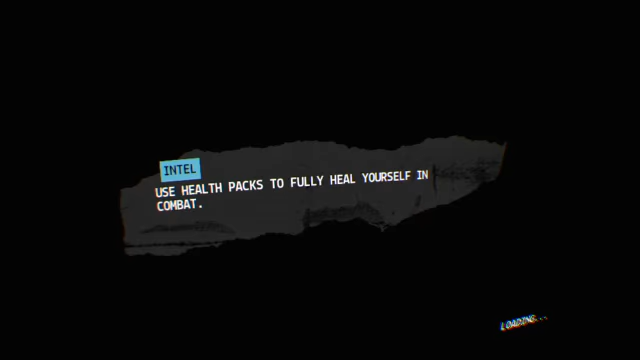 INTEL
USE HEALTH PACKS TO FULLY HEAL YOURSELF IN
COMBAT.
LOADING...